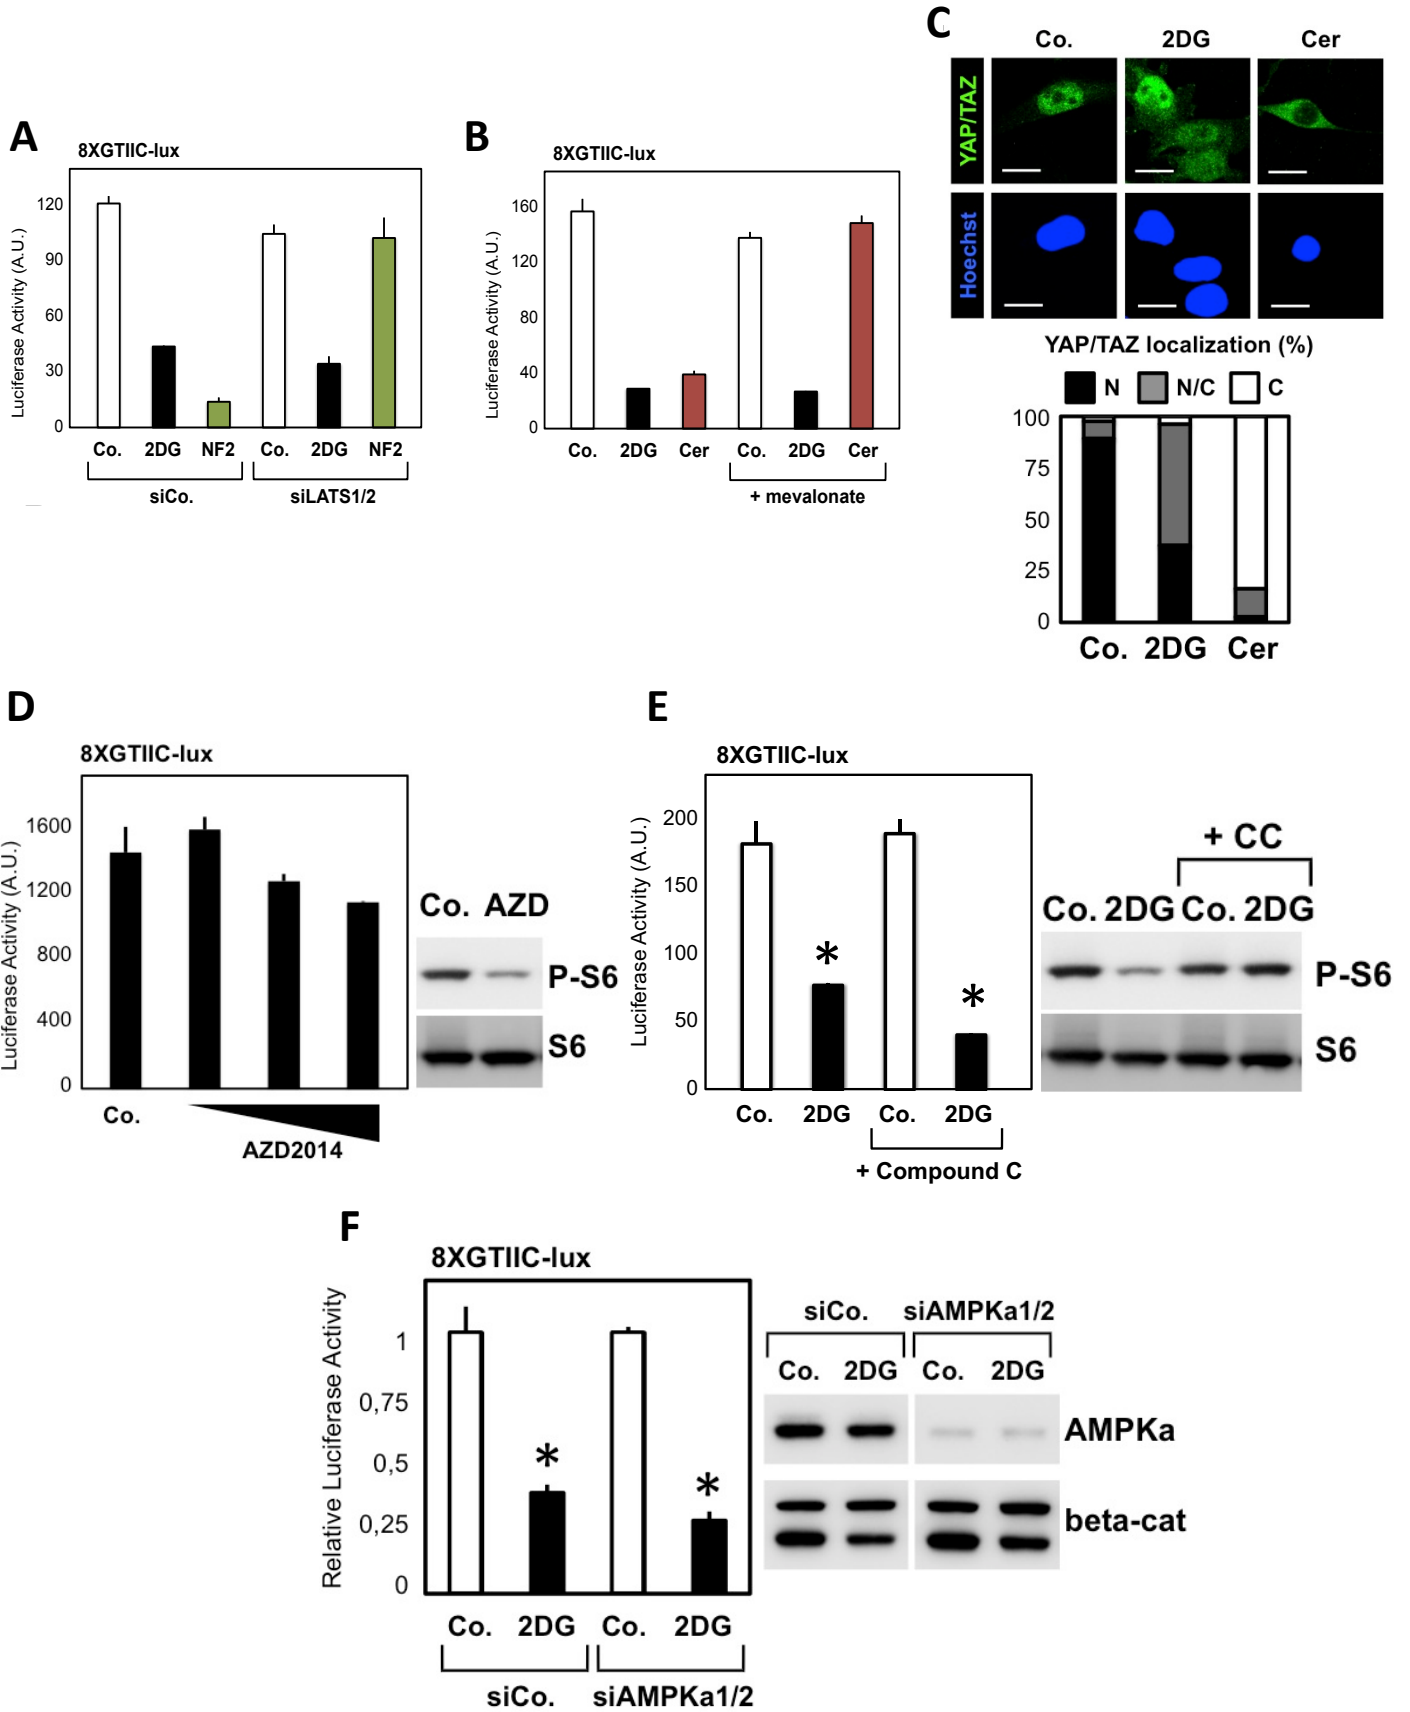 A
8XGTIIC-lux
Luciferase Activity (A.U.)
120
90
60
30
0
Co. 2DG NF2 Co. 2DG NF2
siCo. siLATS1/2
B
8XGTIIC-lux
Luciferase Activity (A.U.)
160
120
80
40
0
Co. 2DG Cer Co. 2DG Cer
+ mevalonate
C
Co. 2DG Cer
YAP/TAZ
Hoechst
YAP/TAZ localization (%)
N N/C C
100
75
50
25
0
Co. 2DG Cer
D
8XGTIIC-lux
Luciferase Activity (A.U.)
1600
1200
800
400
0
Co.
AZD2014
Co. AZD
P-S6
S6
E
8XGTIIC-lux
Luciferase Activity (A.U.)
200
150
100
50
0
* *
Co. 2DG Co. 2DG
+ Compound C
+ CC
Co. 2DG Co. 2DG
P-S6
S6
F
8XGTIIC-lux
Relative Luciferase Activity
1
0,75
0,5
0,25
0
* *
Co. 2DG Co. 2DG
siCo. siAMPKa1/2
siCo. siAMPKa1/2
Co. 2DG Co. 2DG
AMPKa
beta-cat